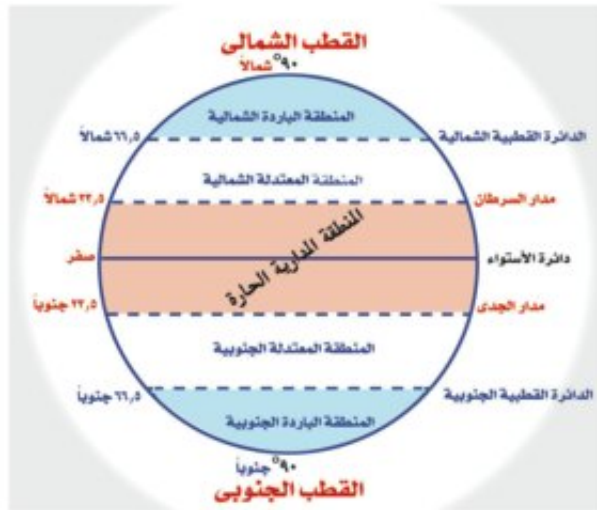 القطب الشمالى
٩٠° شمالاً
المنطقة الباردة الشمالية
الدائرة القطبية الشمالية
٦٦,٥ شمالاً
المنطقة المعتدلة الشمالية
مدار السرطان
٢٣,٥ شمالاً
المنطقة المدارية الحارة
دائرة الأستواء
صفر
مدار الجدى
٢٣,٥ جنوباً
المنطقة المعتدلة الجنوبية
الدائرة القطبية الجنوبية
٦٦,٥ جنوباً
المنطقة الباردة الجنوبية
٩٠° جنوباً
القطب الجنوبى